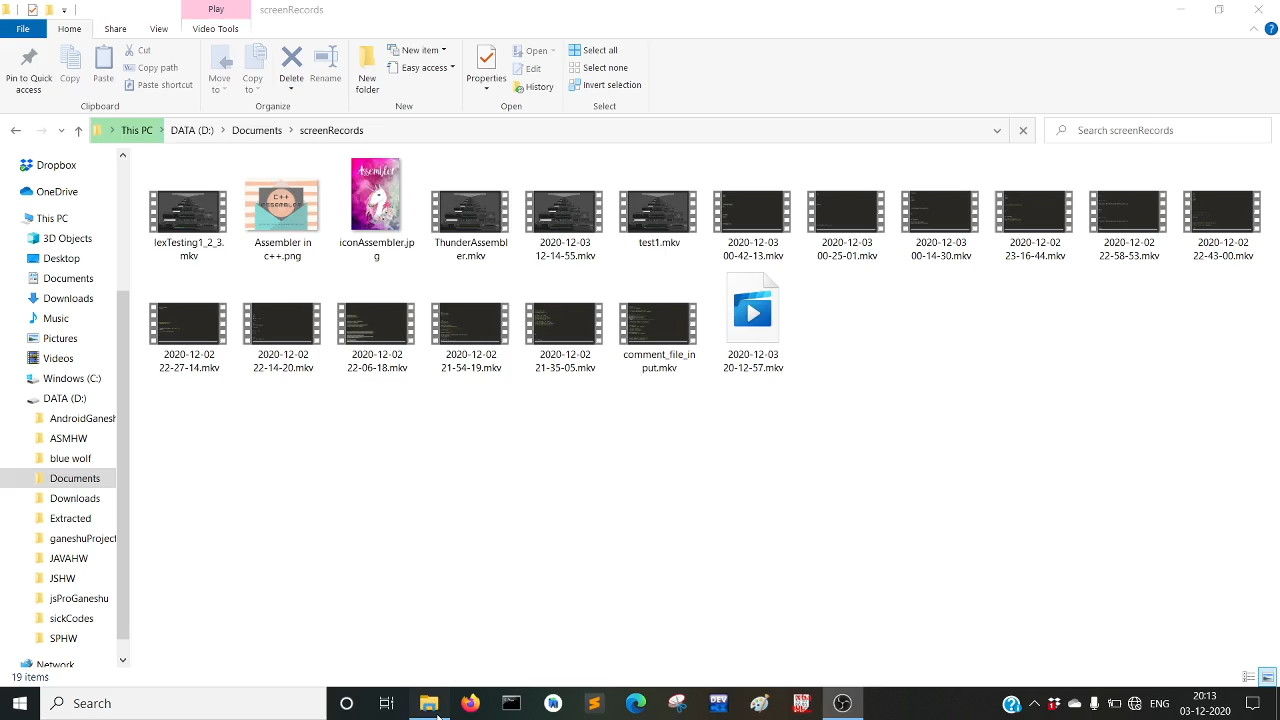 Play
screenRecords
File
Home
Share
View
Video Tools
Pin to Quick
access
Copy
Paste
Cut
Copy path
Paste shortcut
Clipboard
Move
to
Copy
to
Delete
Rename
Organize
New
folder
New item
Easy access
New
Properties
Open
Edit
History
Open
Select all
Select none
Invert selection
Select
This PC
DATA (D:)
Documents
screenRecords
Search screenRecords
Dropbox
OneDrive
This PC
3D Objects
Desktop
Documents
Downloads
Music
Pictures
Videos
Windows (C:)
DATA (D:)
AndroidGanesh
ASMHW
blue wolf
Documents
Downloads
Extracted
ganeshuProject
JAVAHW
JSHW
jsProGaneshu
sickCodes
SPHW
Network
lexTesting1_2_3.
mkv
C++
Assembler in
c++.png
Assembler
iconAssembler.jp
g
ThunderAssembl
er.mkv
2020-12-03
12-14-55.mkv
test1.mkv
2020-12-03
00-42-13.mkv
2020-12-03
00-25-01.mkv
2020-12-03
00-14-30.mkv
2020-12-02
23-16-44.mkv
2020-12-02
22-58-53.mkv
2020-12-02
22-43-00.mkv
2020-12-02
22-27-14.mkv
2020-12-02
22-14-20.mkv
2020-12-02
22-06-18.mkv
2020-12-02
21-54-19.mkv
2020-12-02
21-35-05.mkv
comment_file_in
put.mkv
2020-12-03
20-12-57.mkv
19 items
Search
DEV
ENG
20:13
03-12-2020